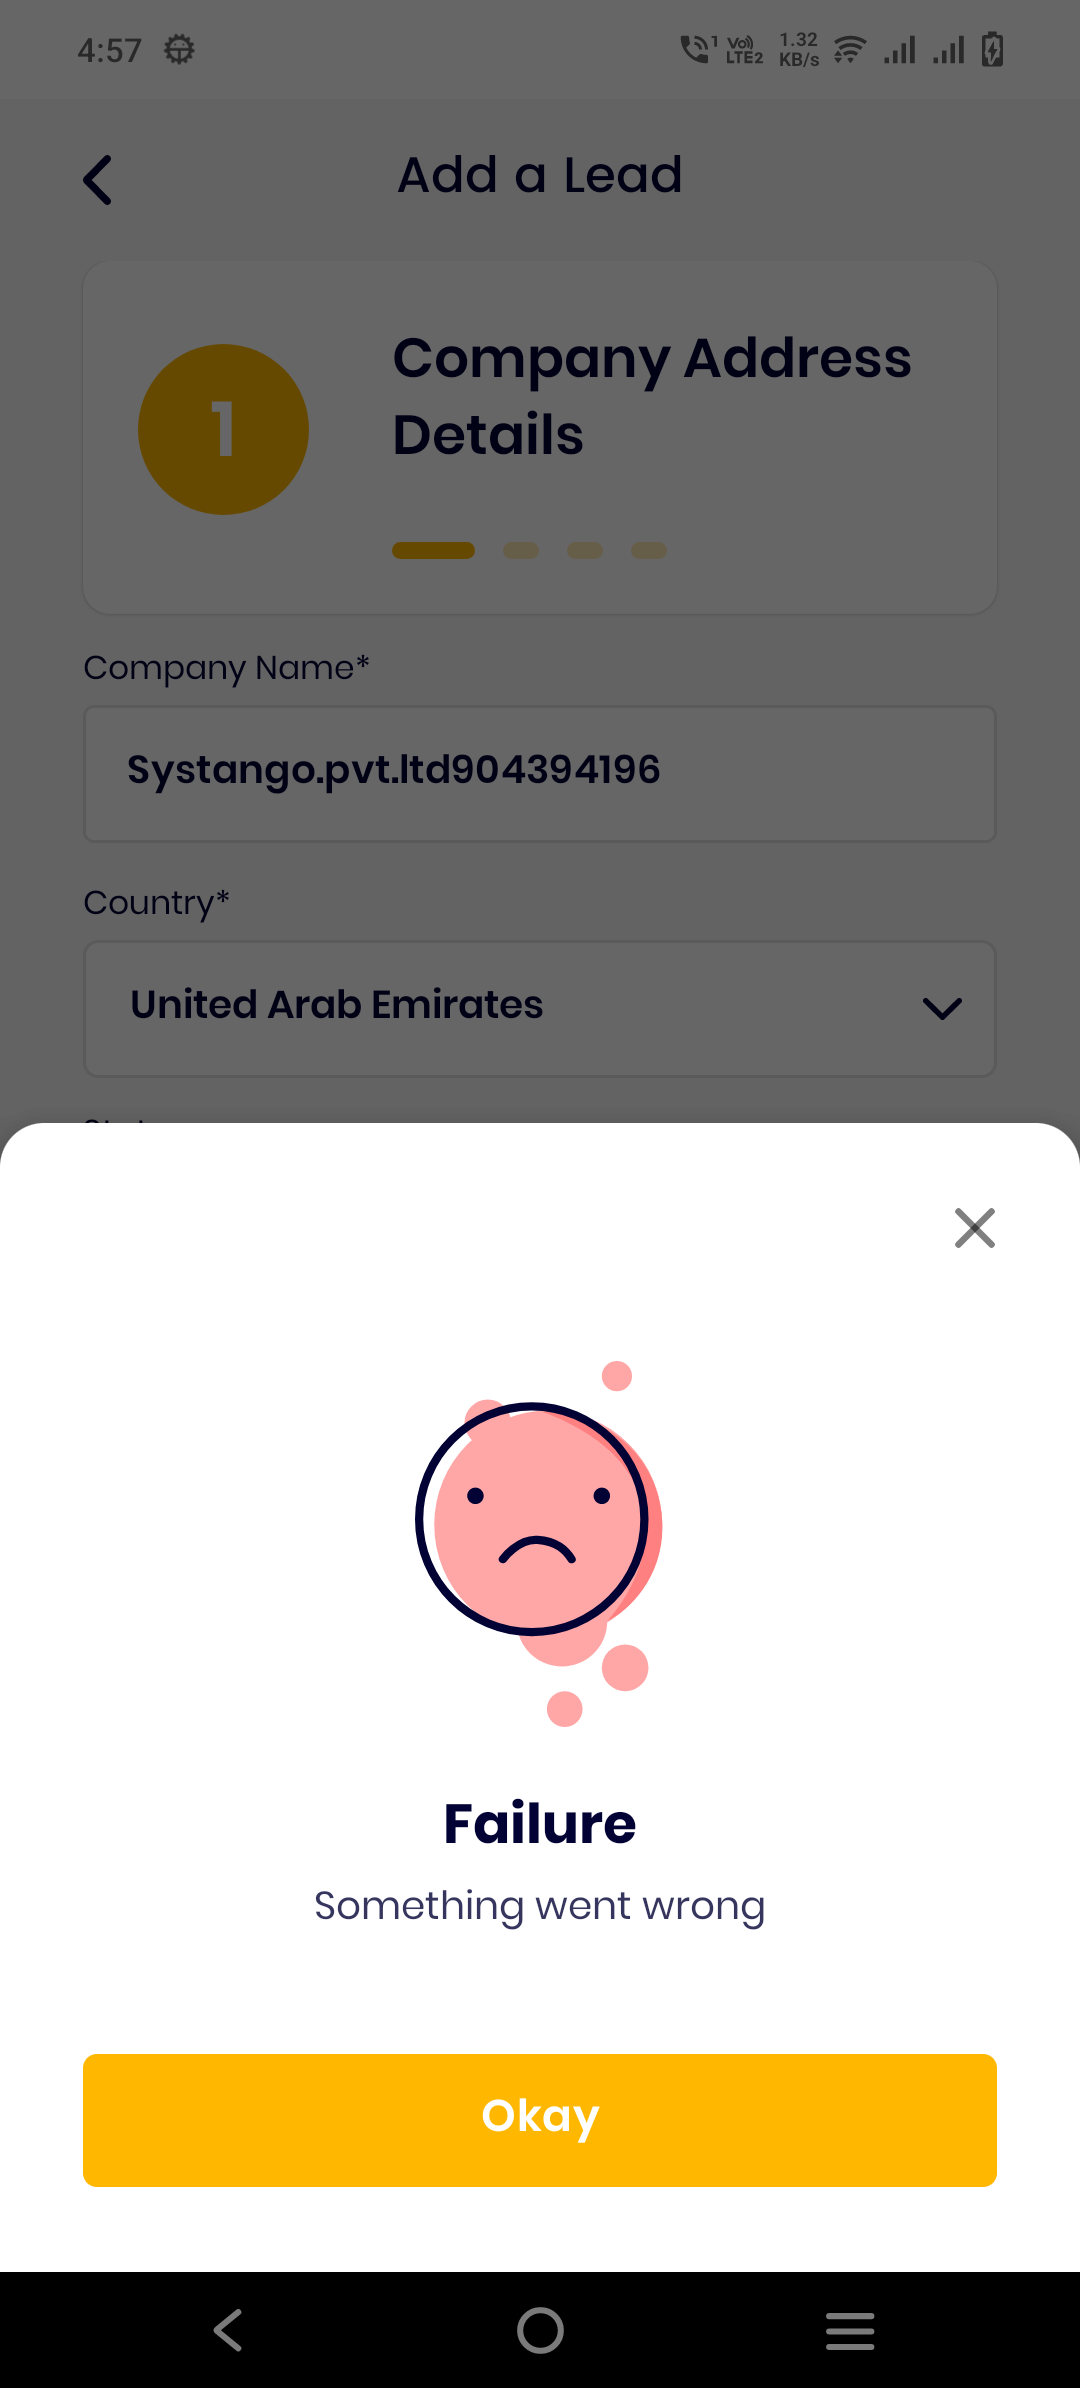 4:57
1 Vo) LTE2 1.32 KB/s
Add a Lead
1
Company Address
Details
Company Name*
Systango.pvt.ltd904394196
Country*
United Arab Emirates
Failure
Something went wrong
Okay